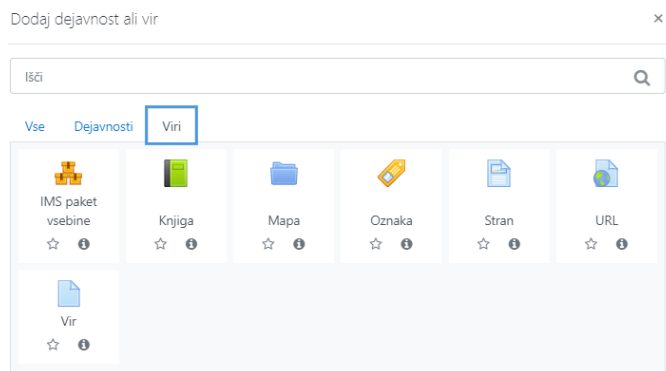 Dodaj dejavnost ali vir
×
Išči
Vse Dejavnosti Viri
IMS paket
vsebine
Knjiga
Mapa
Oznaka
Stran
URL
Vir